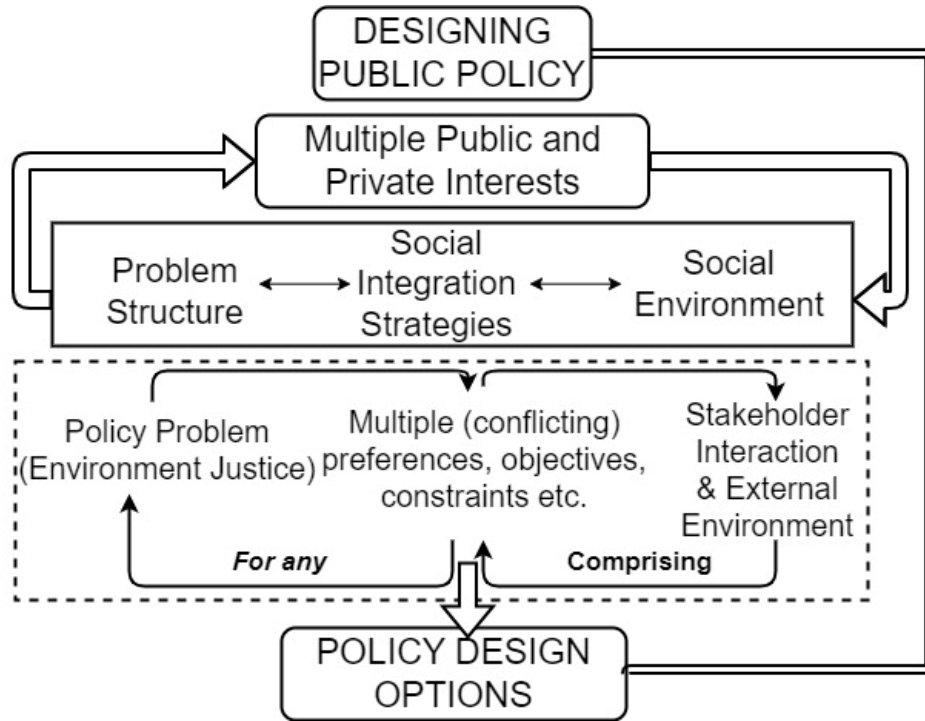 DESIGNING
PUBLIC POLICY
Multiple Public and
Private Interests
Problem
Structure
Social
Integration
Strategies
Social
Environment
Policy Problem
(Environment Justice)
Multiple (conflicting)
preferences, objectives,
constraints etc.
Stakeholder
Interaction
& External
Environment
For any
Comprising
POLICY DESIGN
OPTIONS